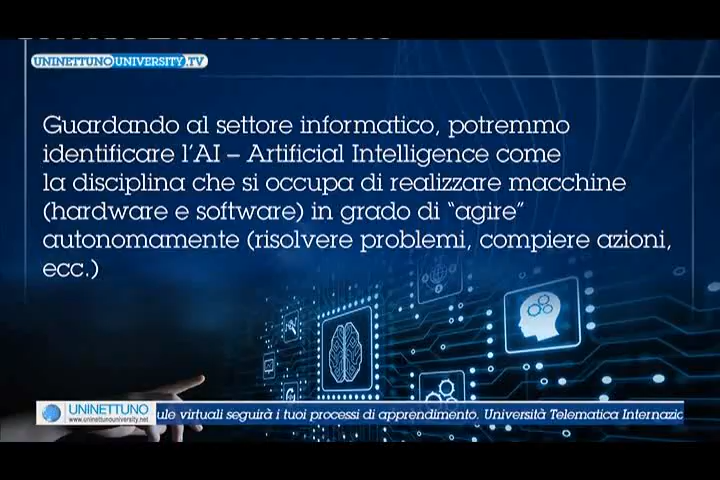 UNINETTUNOUNIVERSITY.TV
Guardando al settore informatico, potremmo
identificare l'AI – Artificial Intelligence come
la disciplina che si occupa di realizzare macchine
(hardware e software) in grado di "agire"
autonomamente (risolvere problemi, compiere azioni,
ecc.)
UNINETTUNO
www.uninettunouniversity.net
virtuali seguirà i tuoi processi di apprendimento. Università Telematica